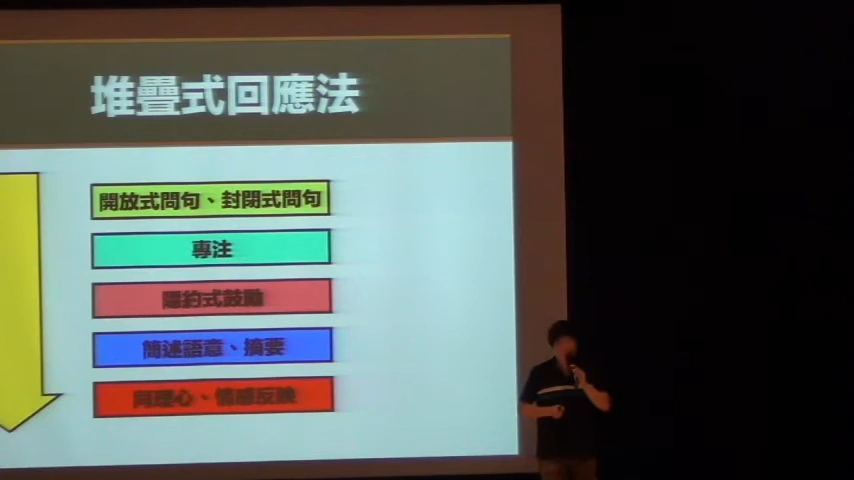 堆疊式回應法
開放式問句、封閉式問句
專注
隱約式鼓勵
簡述語意、摘要
同理心、情感反映